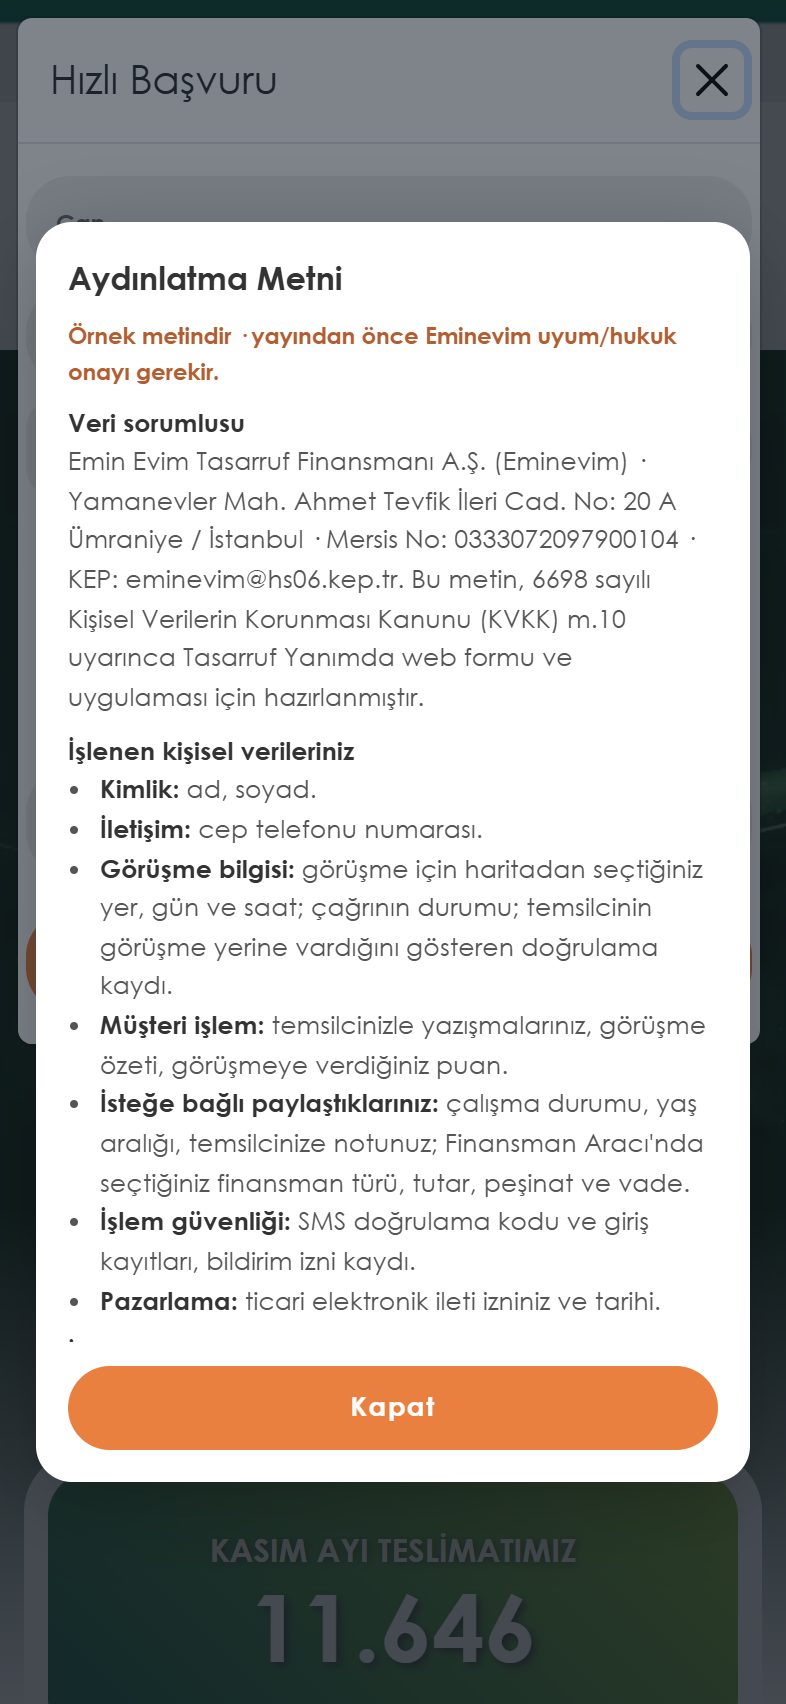 Hızlı Başvuru
Aydınlatma Metni
Örnek metindir · yayından önce Eminevim uyum/hukuk
onayı gerekir.
Veri sorumlusu
Emin Evim Tasarruf Finansmanı A.Ş. (Eminevim) ·
Yamanevler Mah. Ahmet Tevfik İleri Cad. No: 20 A
Ümraniye / İstanbul · Mersis No: 0333072097900104 ·
KEP: eminevim@hs06.kep.tr. Bu metin, 6698 sayılı
Kişisel Verilerin Korunması Kanunu (KVKK) m.10
uyarınca Tasarruf Yanımda web formu ve
uygulaması için hazırlanmıştır.
İşlenen kişisel verileriniz
• Kimlik: ad, soyad.
• İletişim: cep telefonu numarası.
• Görüşme bilgisi: görüşme için haritadan seçtiğiniz
yer, gün ve saat; çağrının durumu; temsilcinin
görüşme yerine vardığını gösteren doğrulama
kaydı.
• Müşteri işlem: temsilcinizle yazışmalarınız, görüşme
özeti, görüşmeye verdiğiniz puan.
• İsteğe bağlı paylaştıklarınız: çalışma durumu, yaş
aralığı, temsilcinize notunuz; Finansman Aracı'nda
seçtiğiniz finansman türü, tutar, peşinat ve vade.
• İşlem güvenliği: SMS doğrulama kodu ve giriş
kayıtları, bildirim izni kaydı.
• Pazarlama: ticari elektronik ileti izniniz ve tarihi.
Kapat
KASIM AYI TESLİMATIMIZ
11.646